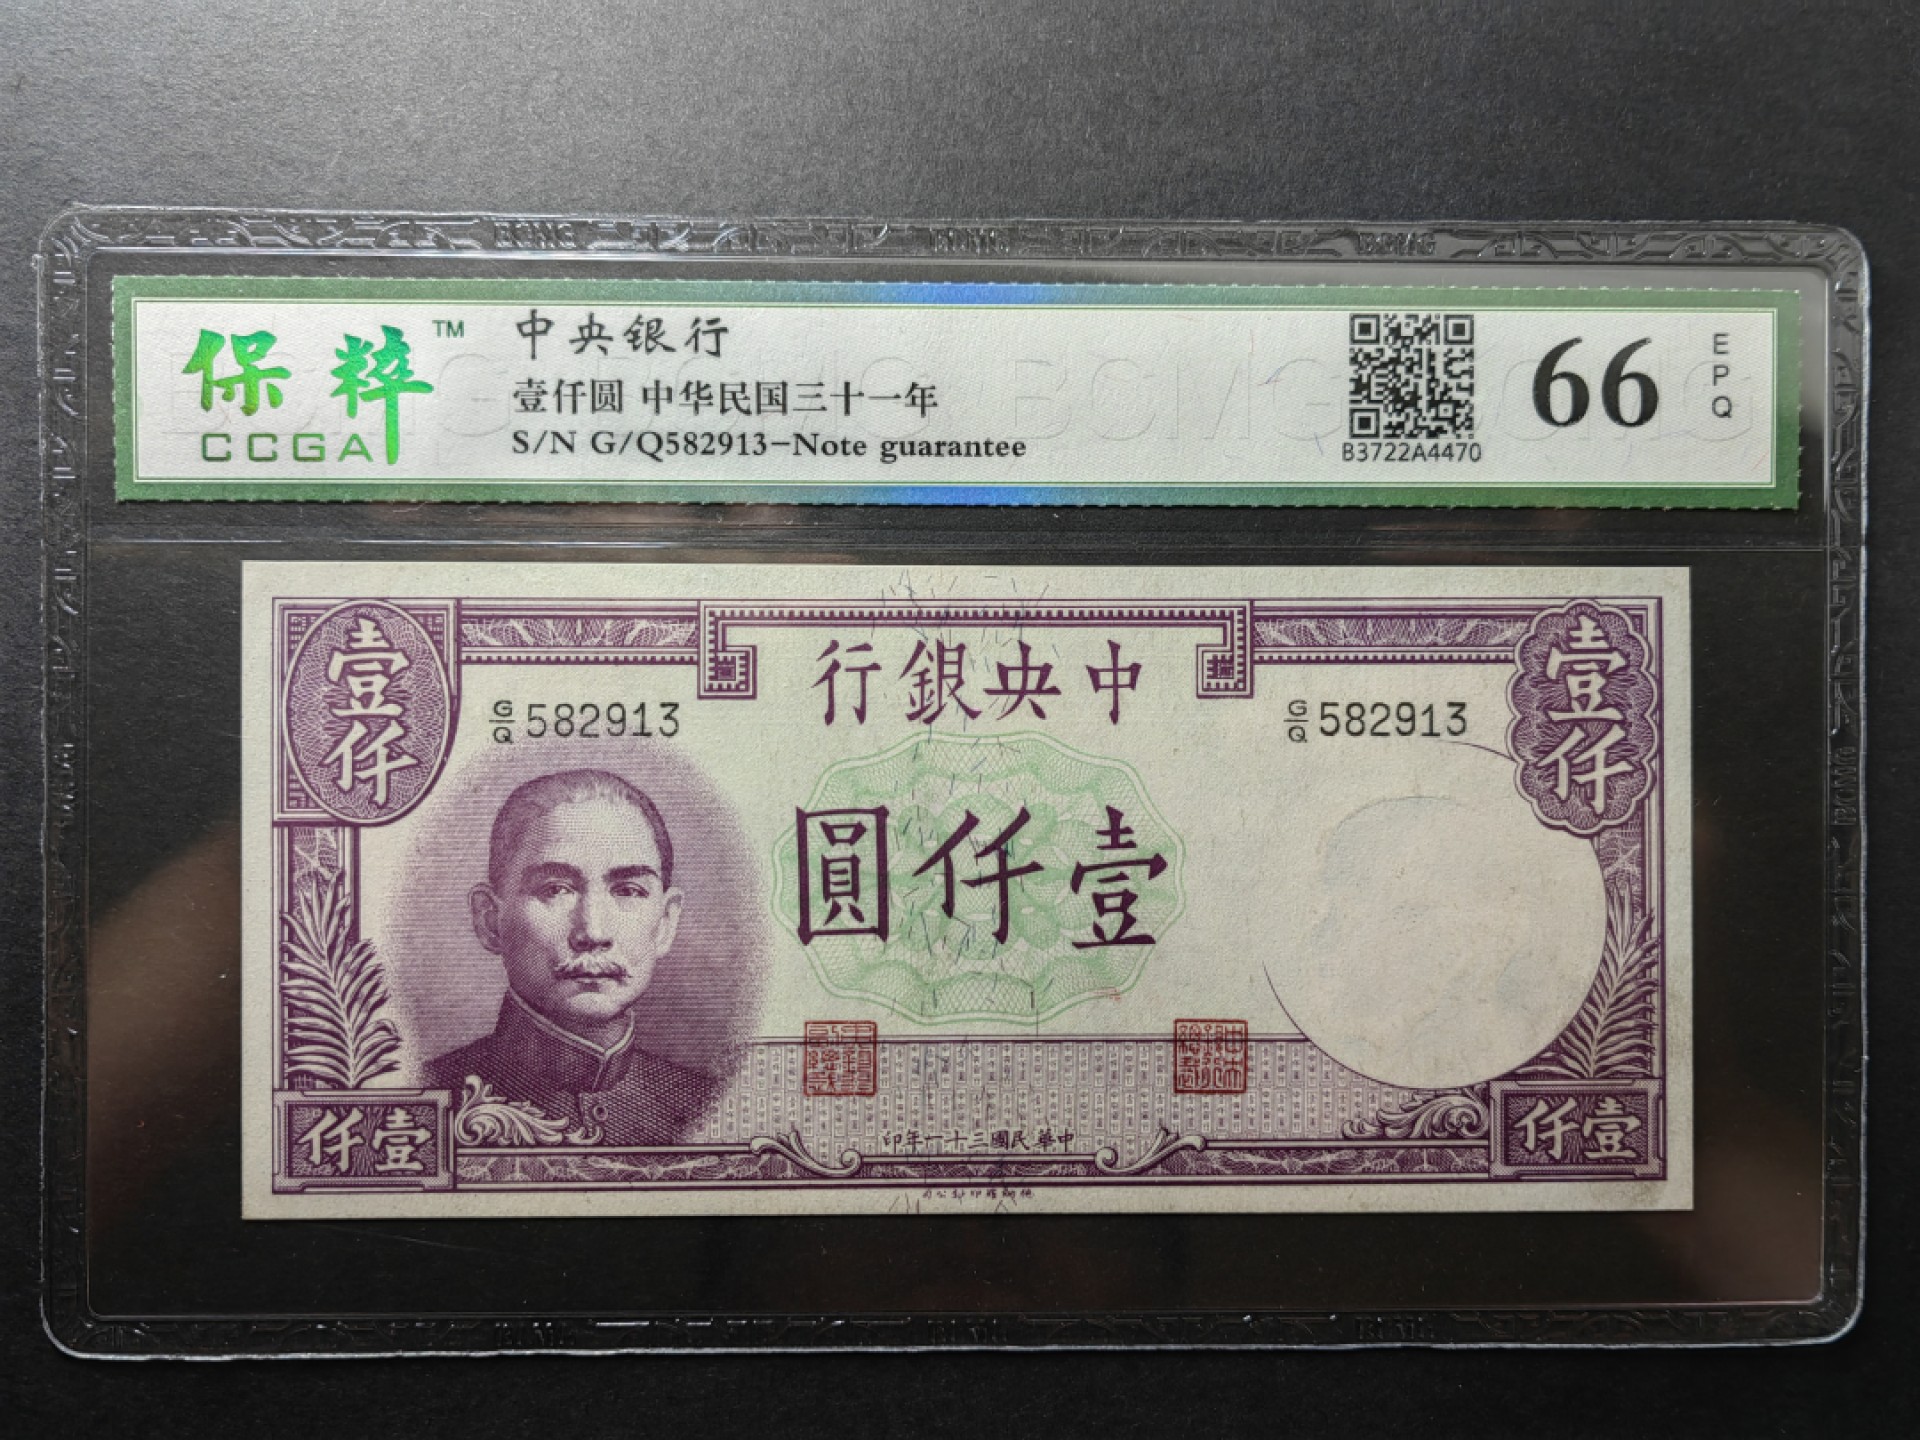 保粹™
CCGA
中央银行
壹仟圆 中华民国三十一年
S/N G/Q582913-Note guarantee
B3722A4470
66
EPQ
壹仟
中央銀行
壹仟
G/Q 582913
G/Q 582913
壹仟圓
中華民國三十一年印
壹仟
壹仟